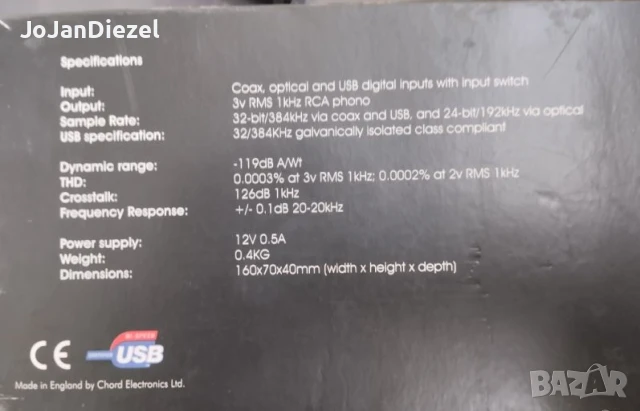 JoJanDiezel
Specifications
Input: Coax, optical and USB digital inputs with input switch
Output: 3v RMS 1kHz RCA phono
Sample Rate: 32-bit/384kHz via coax and USB, and 24-bit/192kHz via optical
USB specification: 32/384KHz galvanically isolated class compliant
Dynamic range: -119dB A/Wt
THD: 0.0003% at 3v RMS 1kHz; 0.0002% at 2v RMS 1kHz
Crosstalk: 126dB 1kHz
Frequency Response: +/- 0.1dB 20-20kHz
Power supply: 12V 0.5A
Weight: 0.4KG
Dimensions: 160x70x40mm (width x height x depth)
HI-SPEED
CE USB
Made in England by Chord Electronics Ltd.
BAZAR
bazar.bg